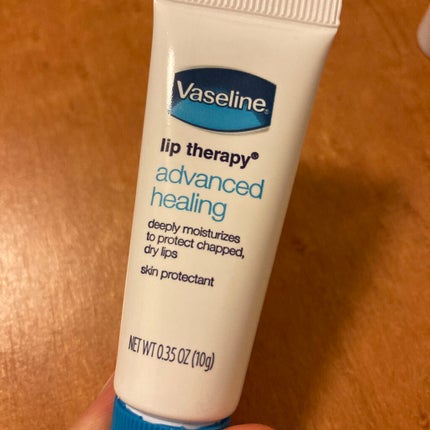 Vaseline®
lip therapy®
advanced
healing
deeply moisturizes
to protect chapped,
dry lips
skin protectant
NET WT 0.35 OZ (10g)